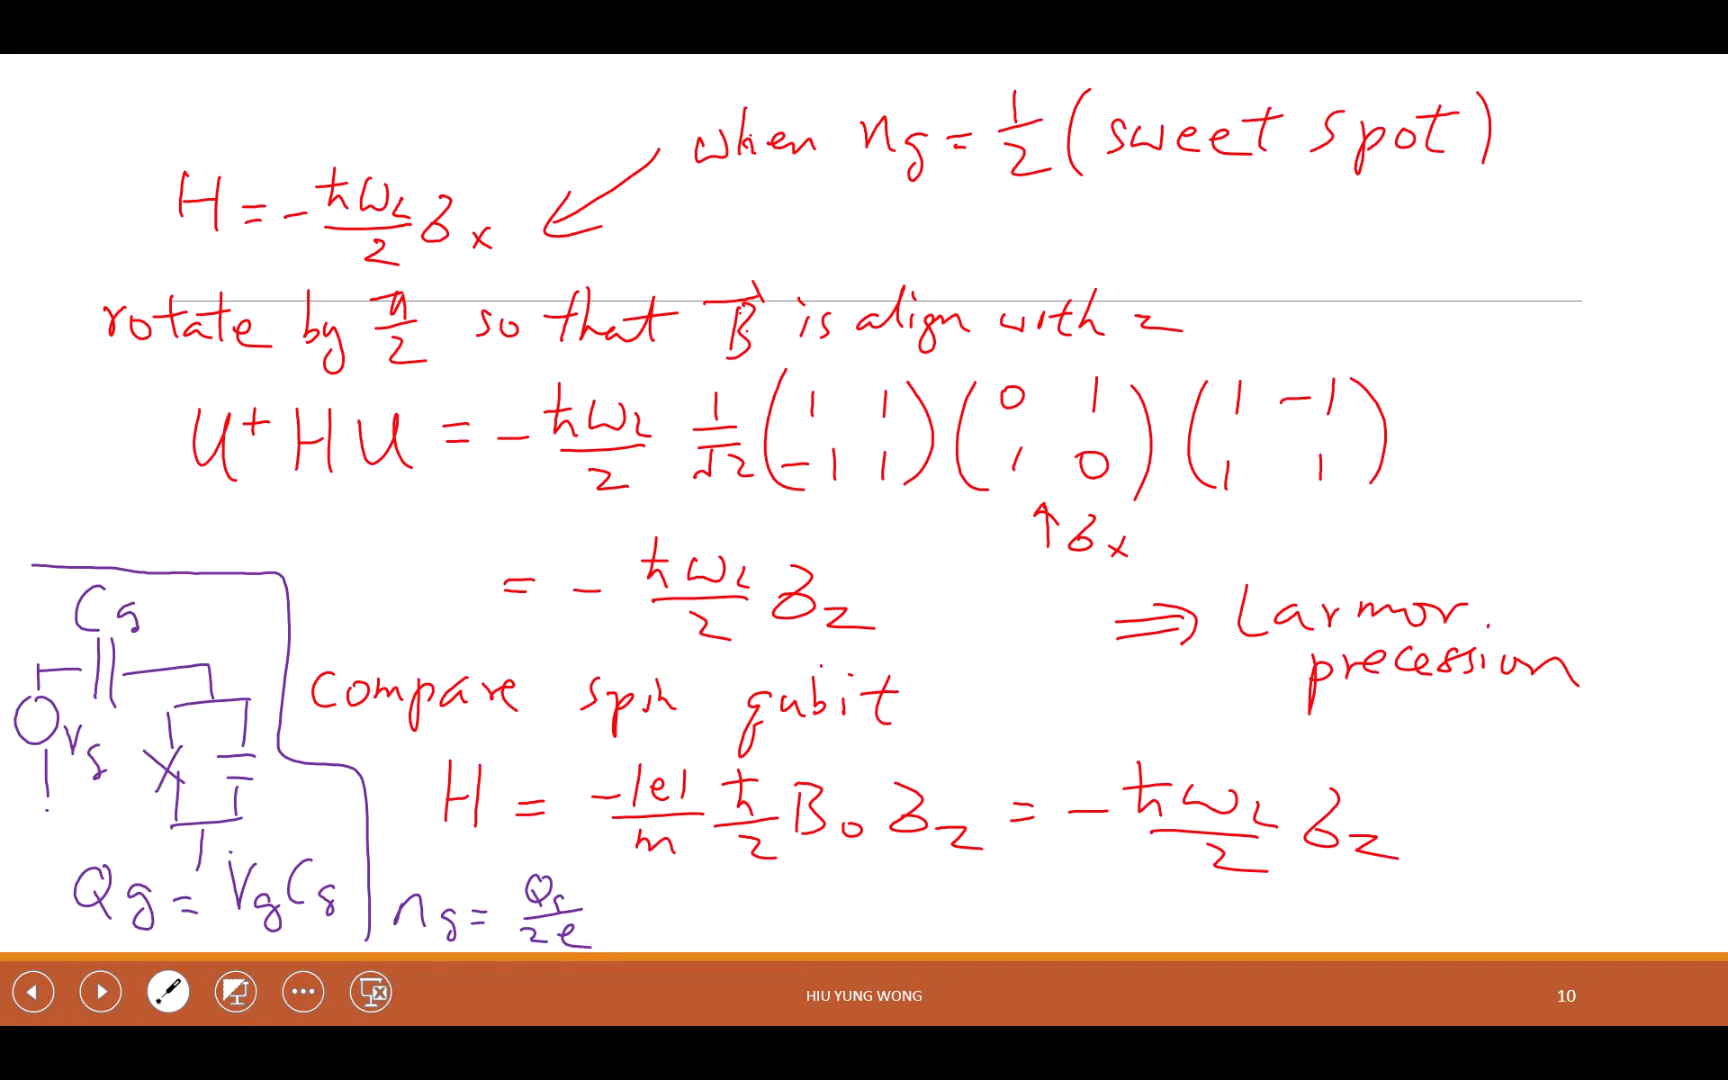 when n_g = 1/2 (sweet spot)
H = - ħω_L/2 σ_x
rotate by π/2 so that B⃗ is align with z
U⁺ H U = - ħω_L/2 1/√2 (1 1; -1 1) (0 1; 1 0) (1 -1; 1 1)
↑ σ_x
= - ħω_L/2 σ_z
⇒ Larmor precession
compare spin qubit
H = -|e|/m ħ/2 B_0 σ_z = - ħω_L/2 σ_z
C_g
V_g
Q_g = V_g C_g
n_g = Q_g/2e
HIU YUNG WONG
10